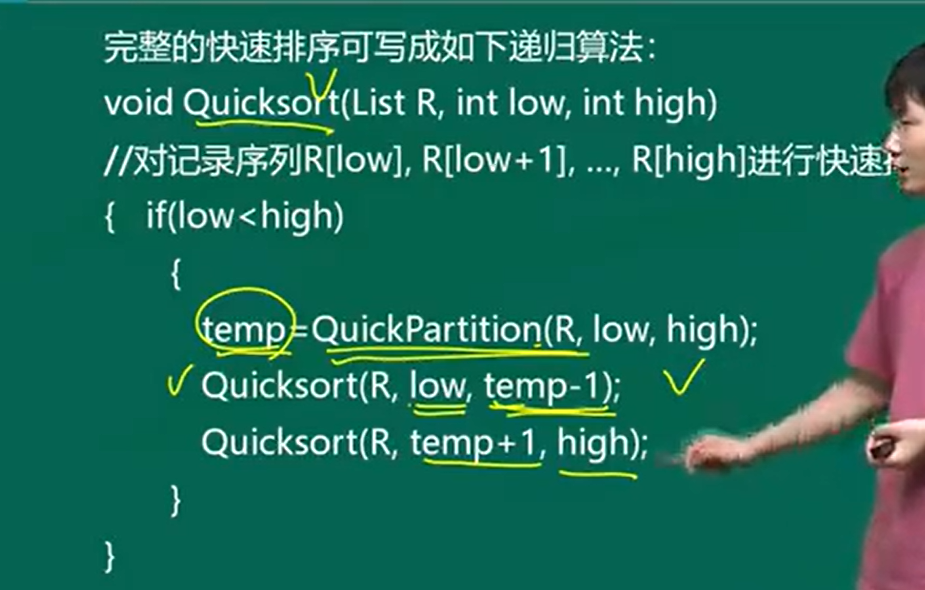 完整的快速排序可写成如下递归算法：
void Quicksort(List R, int low, int high)
//对记录序列R[low], R[low+1], ..., R[high]进行快速
{ if(low<high)
{
temp=QuickPartition(R, low, high);
Quicksort(R, low, temp-1);
Quicksort(R, temp+1, high);
}
}